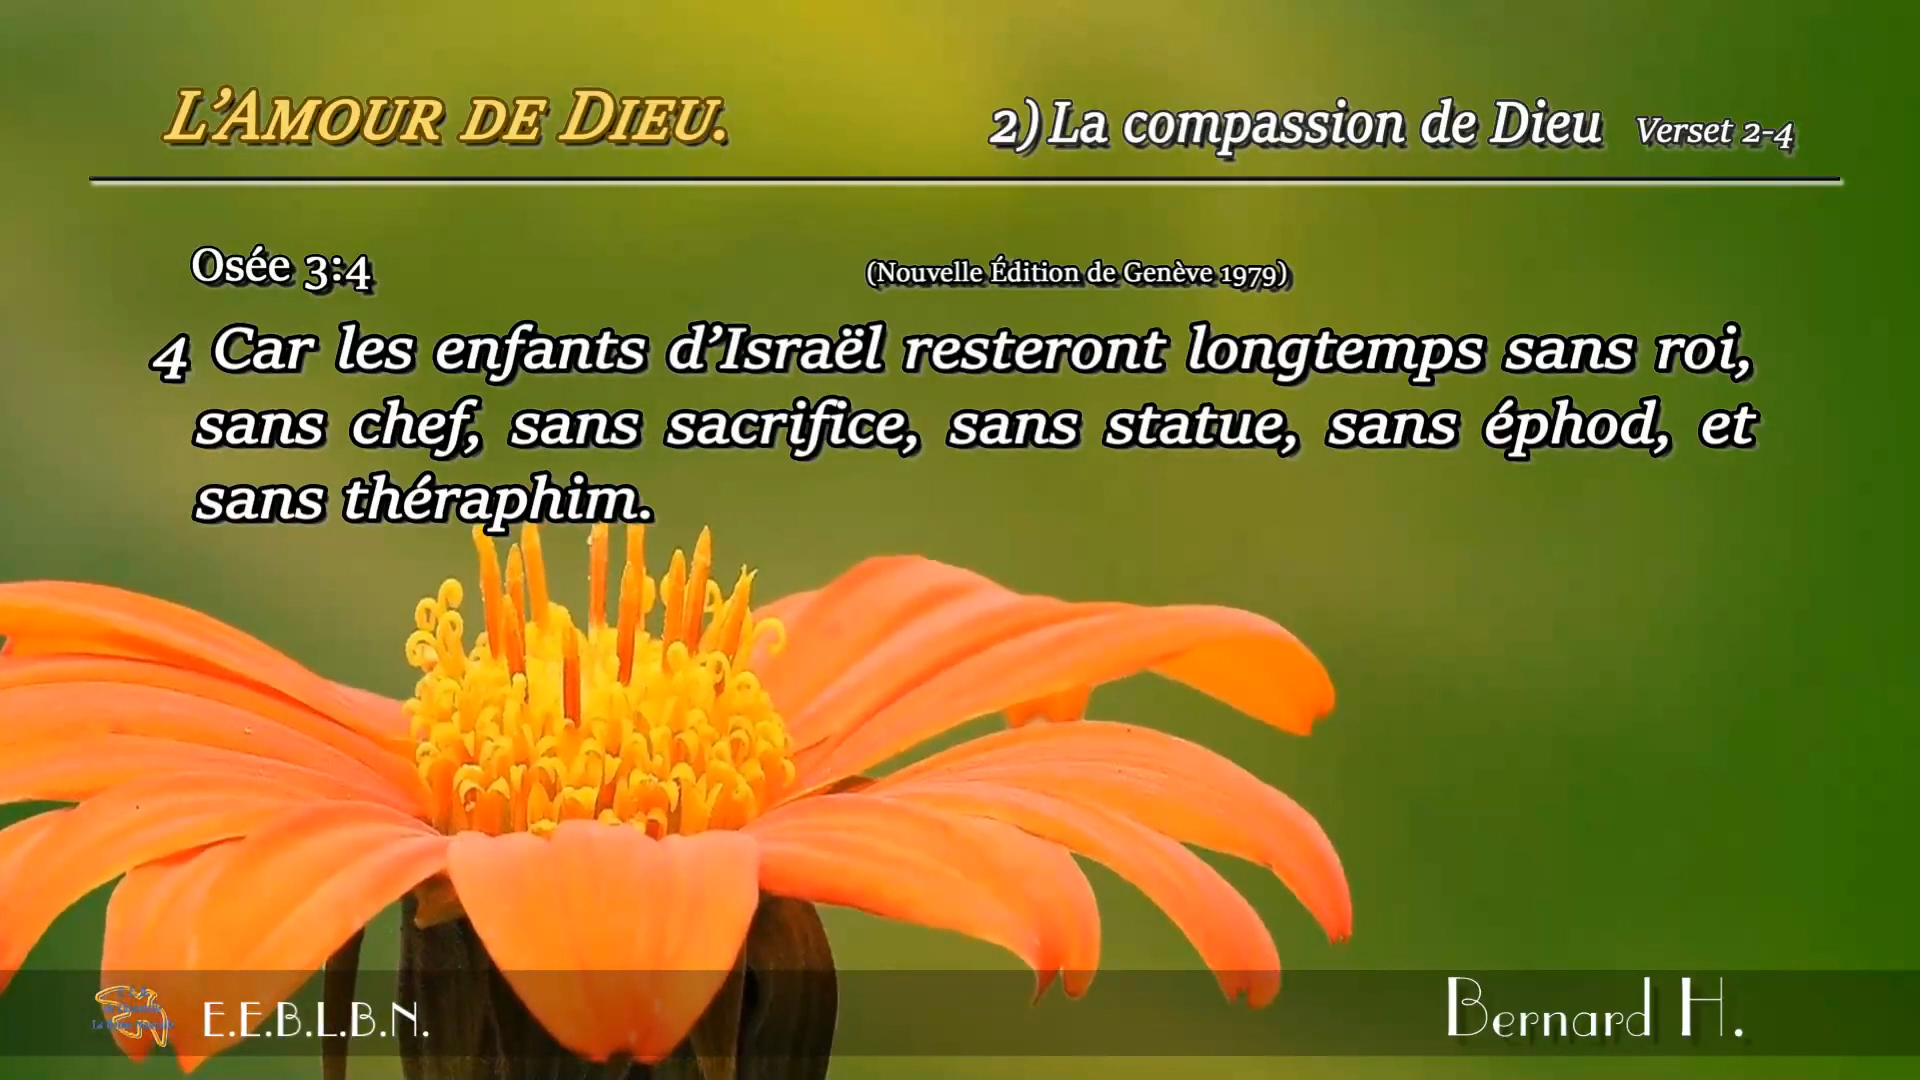 L'Amour de Dieu.
2) La compassion de Dieu Verset 2-4
Osée 3:4
(Nouvelle Édition de Genève 1979)
4 Car les enfants d'Israël resteront longtemps sans roi,
sans chef, sans sacrifice, sans statue, sans éphod, et
sans théraphim.
E.E.B.L.B.N.
Bernard H.